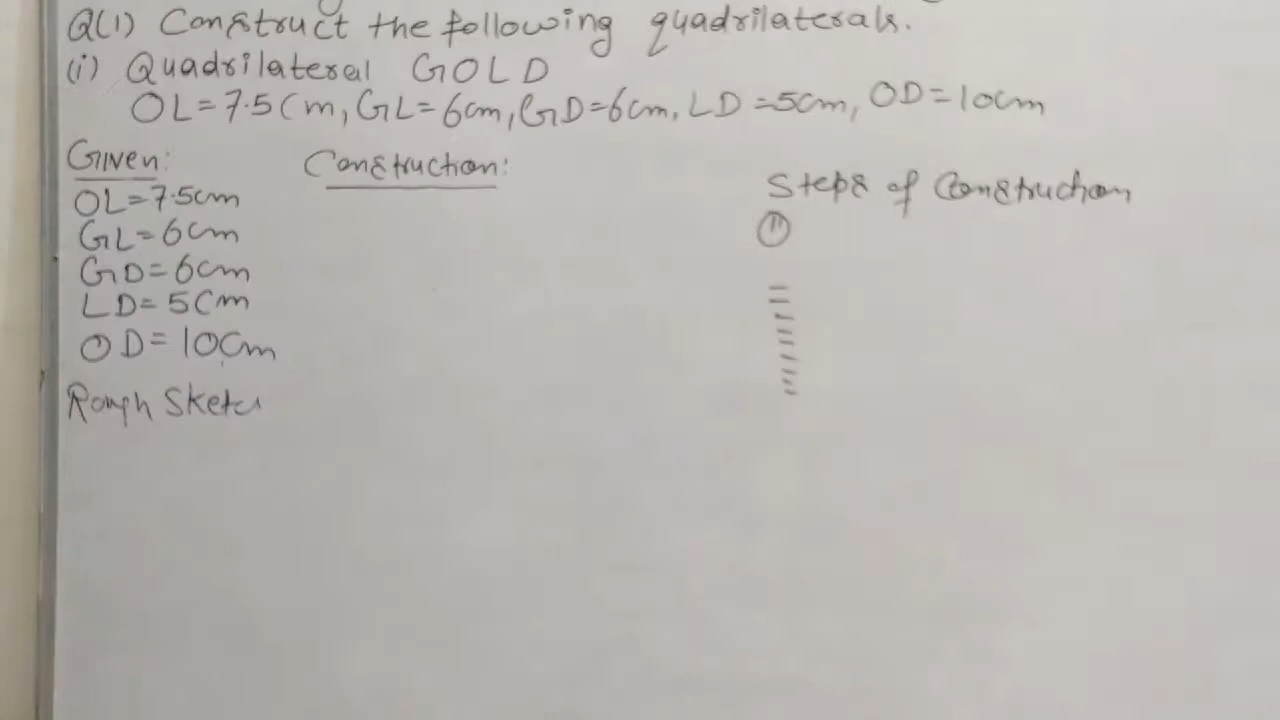 Q(1) Construct the following quadrilaterals.
(i) Quadrilateral GOLD
OL=7.5cm, GL=6cm, GD=6cm, LD=5cm, OD=10cm
Given:
OL=7.5cm
GL=6cm
GD=6cm
LD=5cm
OD=10cm
Rough Sketch
Construction:
Steps of Construction
①